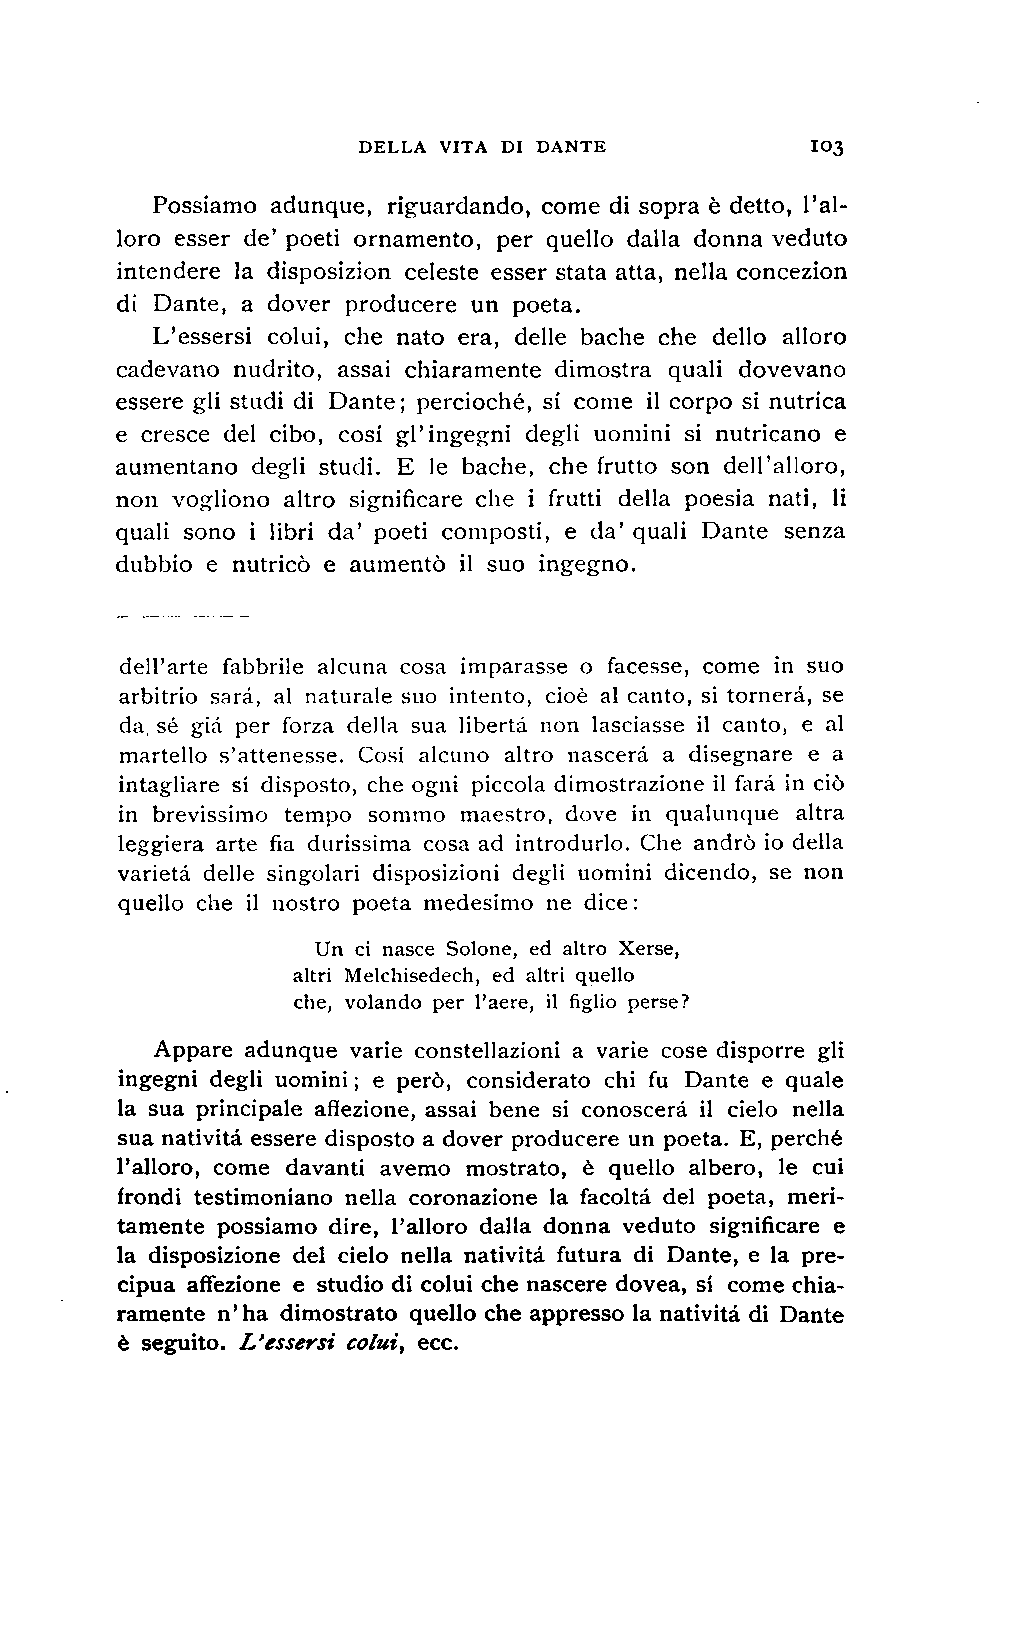 DELLA VITA DI DANTE 103
Possiamo adunque, riguardando, come di sopra è detto, l'al-
loro esser de' poeti ornamento, per quello dalla donna veduto
intendere la disposizion celeste esser stata atta, nella concezion
di Dante, a dover producere un poeta.
L'essersi colui, che nato era, delle bache che dello alloro
cadevano nudrito, assai chiaramente dimostra quali dovevano
essere gli studi di Dante; percioché, sí come il corpo si nutrica
e cresce del cibo, cosí gl'ingegni degli uomini si nutricano e
aumentano degli studi. E le bache, che frutto son dell'alloro,
non vogliono altro significare che i frutti della poesia nati, li
quali sono i libri da' poeti composti, e da' quali Dante senza
dubbio e nutricò e aumentò il suo ingegno.
dell'arte fabbrile alcuna cosa imparasse o facesse, come in suo
arbitrio sará, al naturale suo intento, cioè al canto, si tornerá, se
da sé giá per forza della sua libertá non lasciasse il canto, e al
martello s'attenesse. Cosí alcuno altro nascerá a disegnare e a
intagliare sí disposto, che ogni piccola dimostrazione il fará in ciò
in brevissimo tempo sommo maestro, dove in qualunque altra
leggiera arte fia durissima cosa ad introdurlo. Che andrò io della
varietá delle singolari disposizioni degli uomini dicendo, se non
quello che il nostro poeta medesimo ne dice:
Un ci nasce Solone, ed altro Xerse,
altri Melchisedech, ed altri quello
che, volando per l'aere, il figlio perse?
Appare adunque varie constellazioni a varie cose disporre gli
ingegni degli uomini; e però, considerato chi fu Dante e quale
la sua principale affezione, assai bene si conoscerá il cielo nella
sua nativitá essere disposto a dover producere un poeta. E, perché
l'alloro, come davanti avemo mostrato, è quello albero, le cui
frondi testimoniano nella coronazione la facoltá del poeta, meri-
tamente possiamo dire, l'alloro dalla donna veduto significare e
la disposizione del cielo nella nativitá futura di Dante, e la pre-
cipua affezione e studio di colui che nascere dovea, sí come chia-
ramente n'ha dimostrato quello che appresso la nativitá di Dante
è seguito. L'essersi colui, ecc.